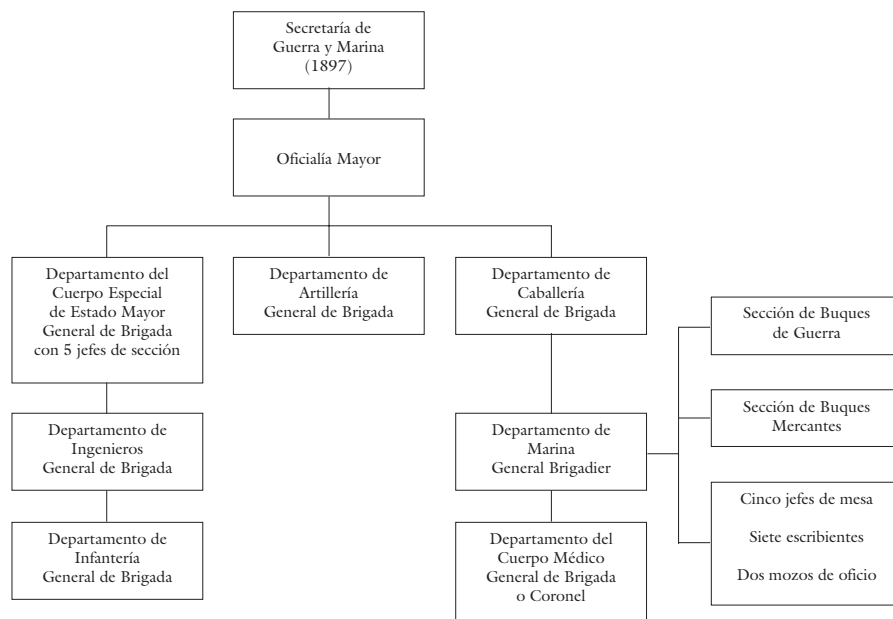 Secretaría de
Guerra y Marina
(1897)
Oficialía Mayor
Departamento del
Cuerpo Especial
de Estado Mayor
General de Brigada
con 5 jefes de sección
Departamento de
Artillería
General de Brigada
Departamento de
Caballería
General de Brigada
Sección de Buques
de Guerra
Departamento de
Ingenieros
General de Brigada
Departamento de
Marina
General Brigadier
Sección de Buques
Mercantes
Departamento de
Infantería
General de Brigada
Departamento del
Cuerpo Médico
General de Brigada
o Coronel
Cinco jefes de mesa
Siete escribientes
Dos mozos de oficio